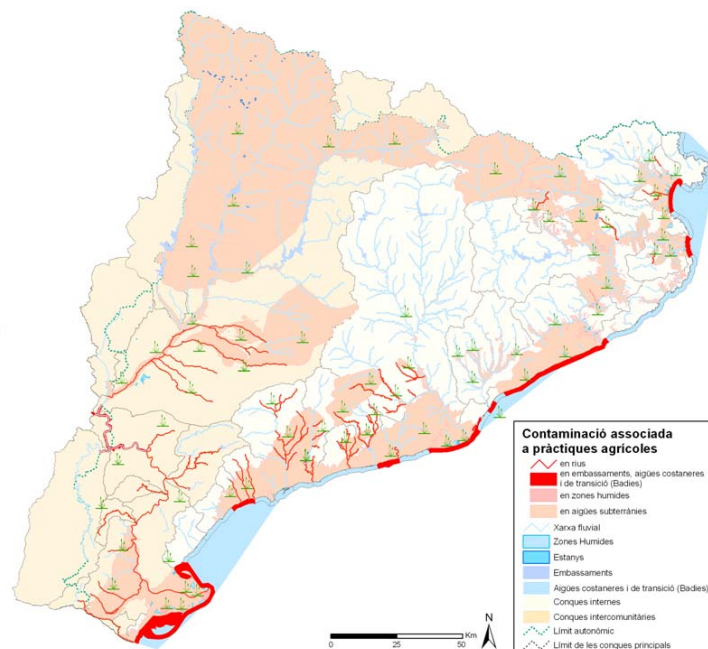 Contaminació associada
a pràctiques agrícoles
en rius
en embassaments, aigües costaneres
i de transició (Badies)
en zones humides
en aigües subterrànies
Xarxa fluvial
Zones Humides
Estanys
Embassaments
Aigües costaneres i de transició (Badies)
Conques internes
Conques intercomunitàries
Límit autonòmic
Límit de les conques principals
N
Km
0 25 50